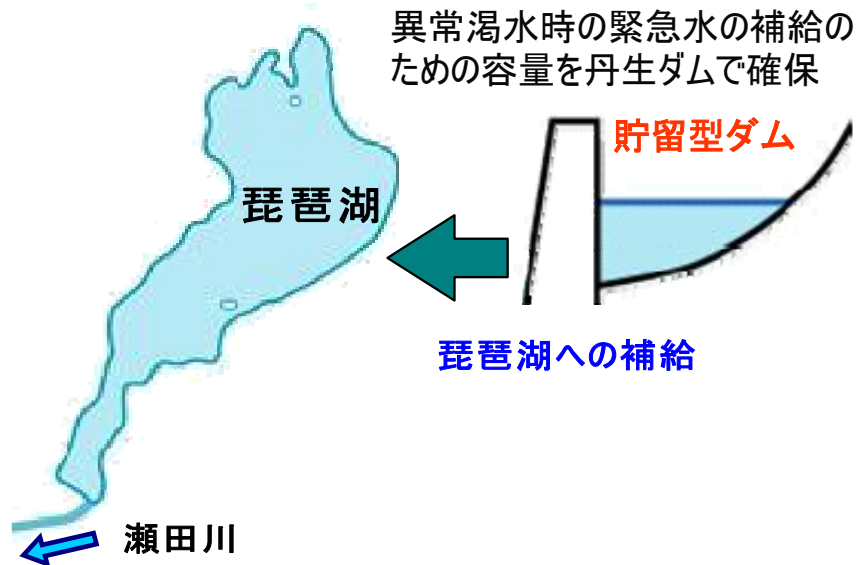 異常渇水時の緊急水の補給の
ための容量を丹生ダムで確保
貯留型ダム
琵琶湖
琵琶湖への補給
瀬田川